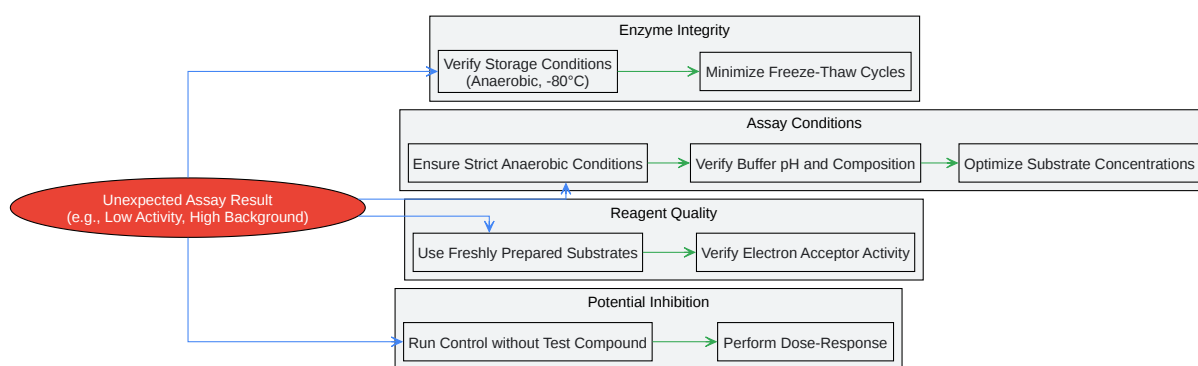 Enzyme Integrity
Verify Storage Conditions
(Anaerobic, -80°C)
Minimize Freeze-Thaw Cycles
Assay Conditions
Ensure Strict Anaerobic Conditions
Verify Buffer pH and Composition
Optimize Substrate Concentrations
Unexpected Assay Result
(e.g., Low Activity, High Background)
Reagent Quality
Use Freshly Prepared Substrates
Verify Electron Acceptor Activity
Potential Inhibition
Run Control without Test Compound
Perform Dose-Response